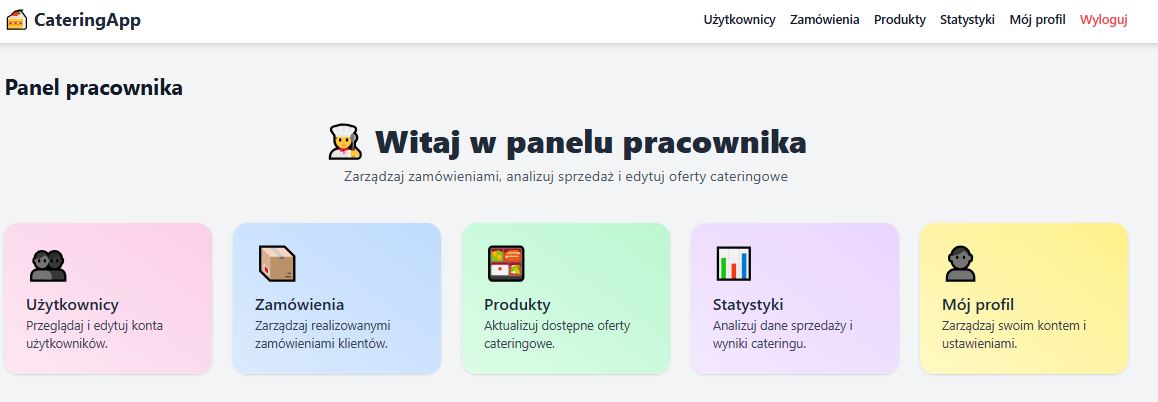 CateringApp
Użytkownicy Zamówienia Produkty Statystyki Mój profil Wyloguj
Panel pracownika
Witaj w panelu pracownika
Zarządzaj zamówieniami, analizuj sprzedaż i edytuj oferty cateringowe
Użytkownicy
Przeglądaj i edytuj konta
użytkowników.
Zamówienia
Zarządzaj realizowanymi
zamówieniami klientów.
Produkty
Aktualizuj dostępne oferty
cateringowe.
Statystyki
Analizuj dane sprzedaży i
wyniki cateringu.
Mój profil
Zarządzaj swoim kontem i
ustawieniami.